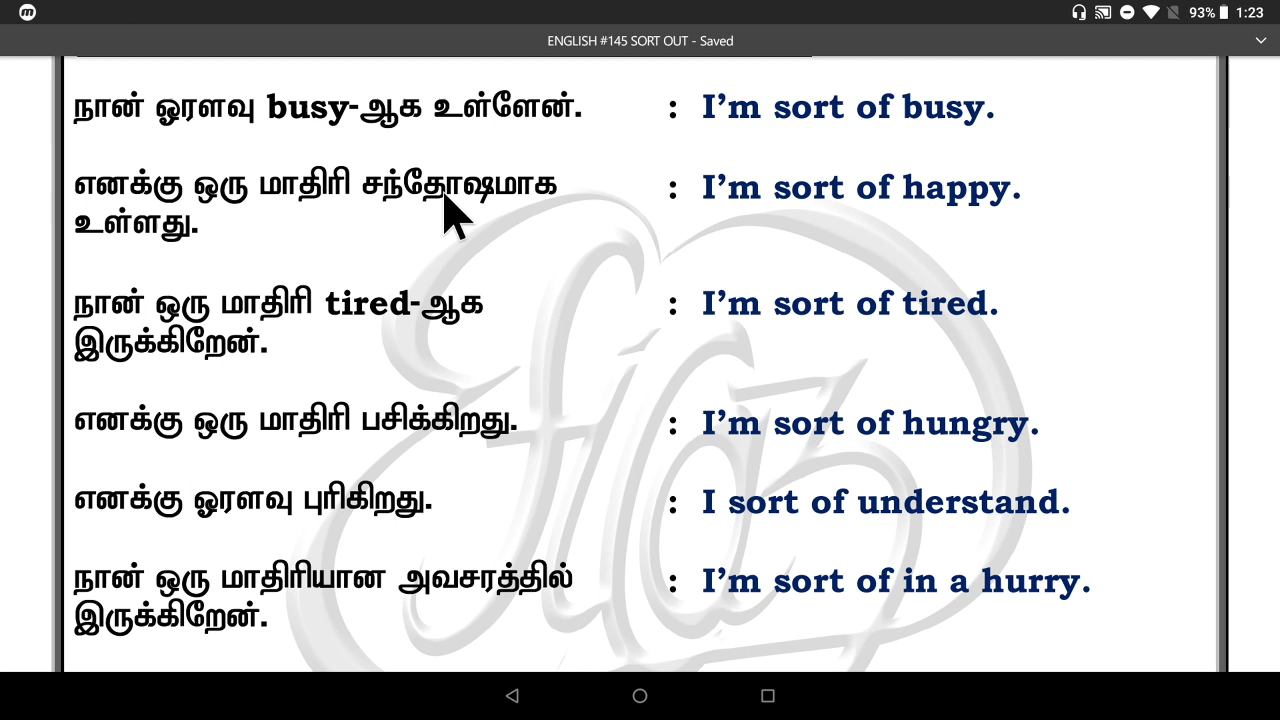 93% 1:23
ENGLISH #145 SORT OUT - Saved
நான் ஓரளவு busy-ஆக உள்ளேன். : I’m sort of busy.
எனக்கு ஒரு மாதிரி சந்தோஷமாக : I’m sort of happy.
உள்ளது.
நான் ஒரு மாதிரி tired-ஆக : I’m sort of tired.
இருக்கிறேன்.
எனக்கு ஒரு மாதிரி பசிக்கிறது. : I’m sort of hungry.
எனக்கு ஓரளவு புரிகிறது. : I sort of understand.
நான் ஒரு மாதிரியான அவசரத்தில் : I’m sort of in a hurry.
இருக்கிறேன்.